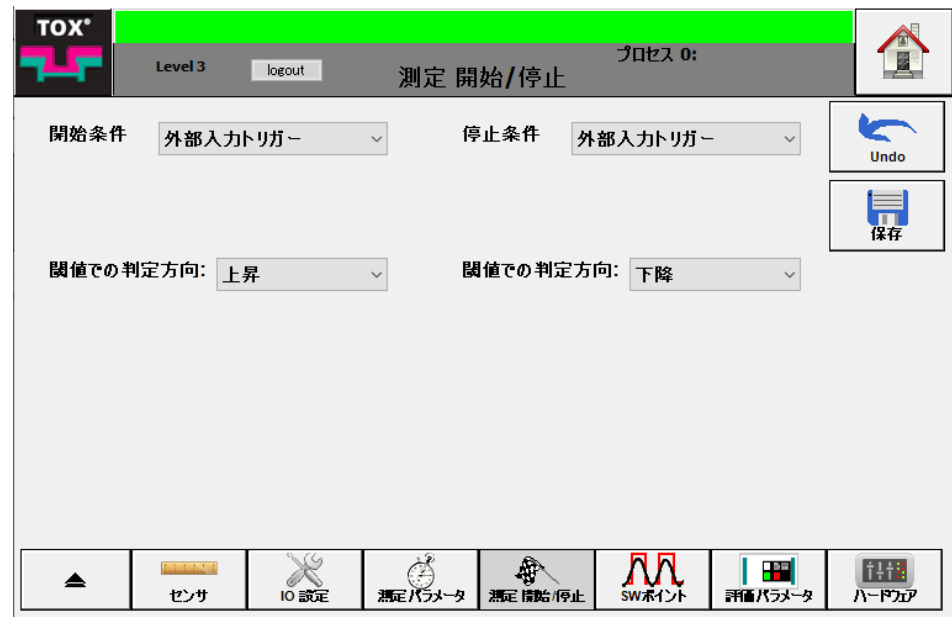 TOX®
Level 3
logout
測定 開始/停止
プロセス 0:
開始条件
外部入力トリガー
停止条件
外部入力トリガー
Undo
保存
閾値での判定方向:
上昇
閾値での判定方向:
下降
センサ
IO 設定
測定パラメータ
測定 開始/停止
SWポイント
評価パラメータ
ハードウェア